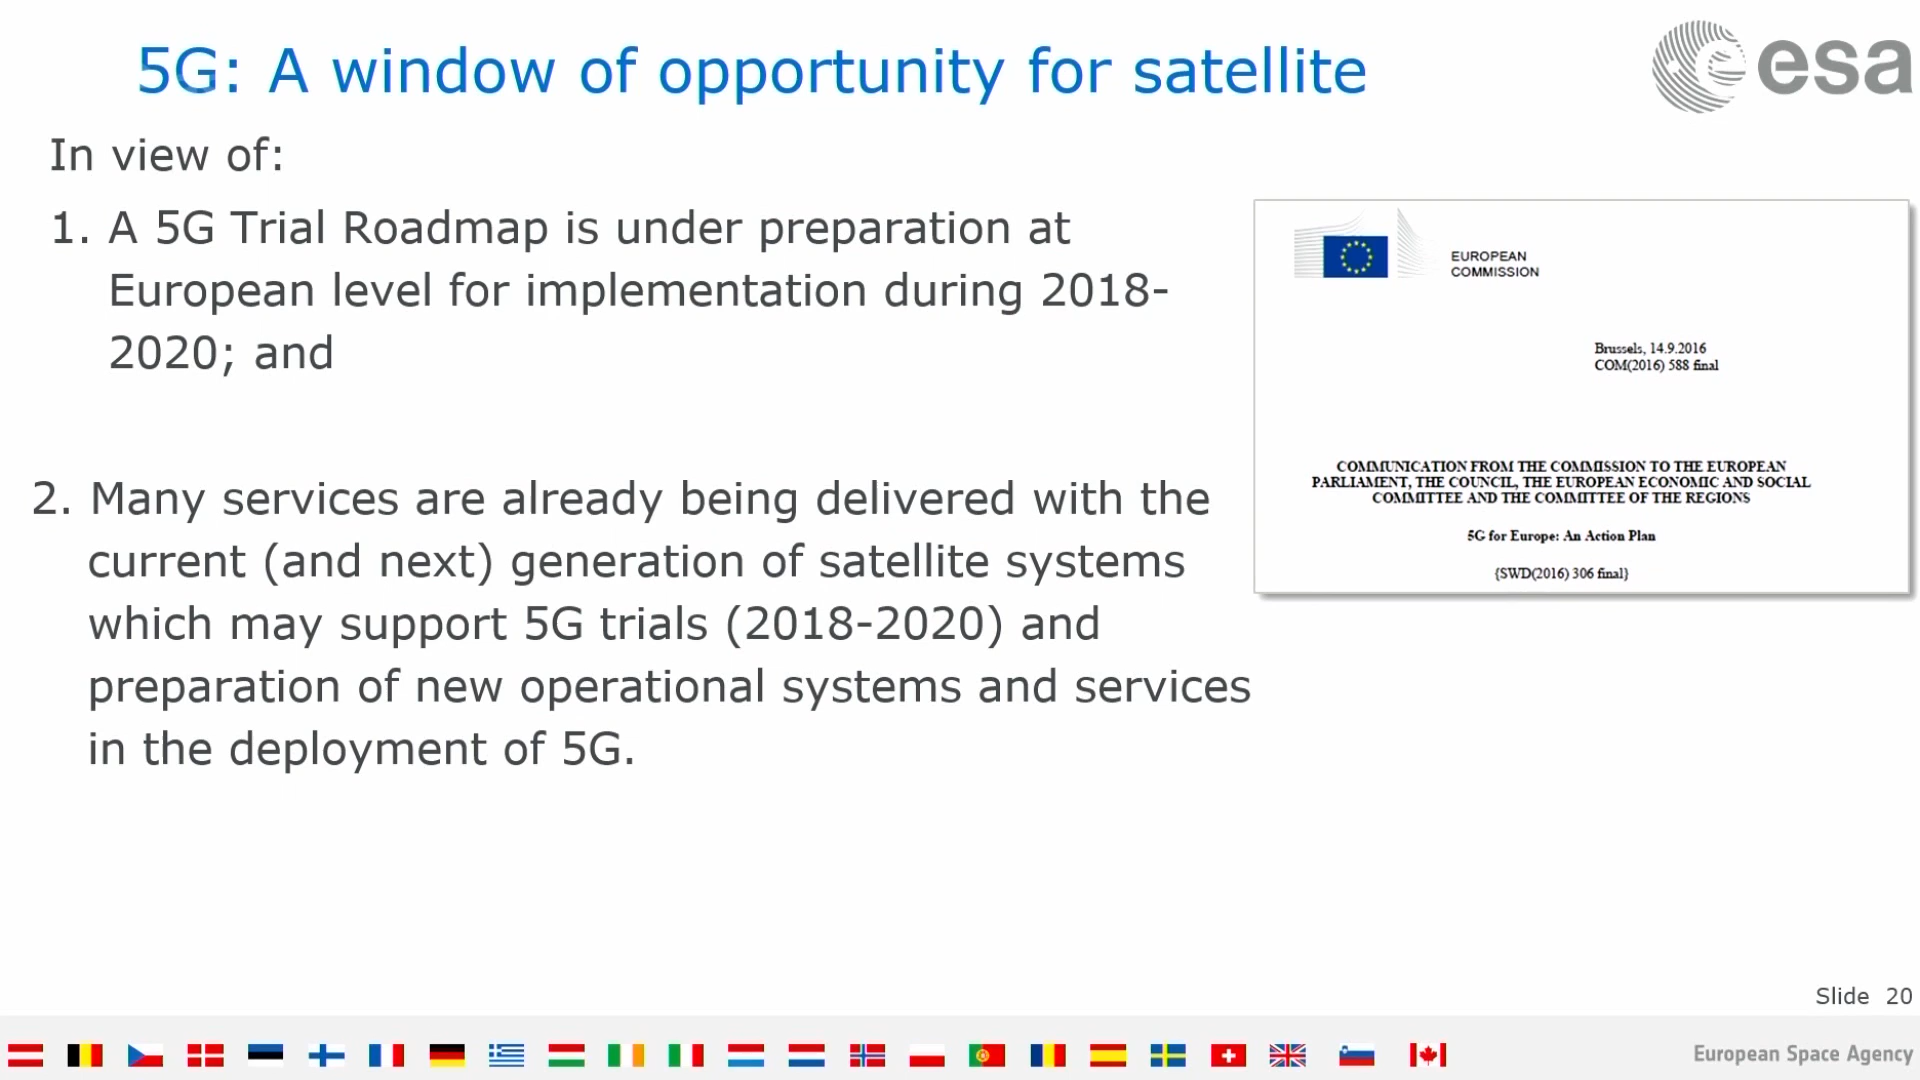 5G: A window of opportunity for satellite
esa
In view of:
1. A 5G Trial Roadmap is under preparation at
European level for implementation during 2018-
2020; and
2. Many services are already being delivered with the
current (and next) generation of satellite systems
which may support 5G trials (2018-2020) and
preparation of new operational systems and services
in the deployment of 5G.
EUROPEAN
COMMISSION
Brussels, 14.9.2016
COM(2016) 588 final
COMMUNICATION FROM THE COMMISSION TO THE EUROPEAN
PARLIAMENT, THE COUNCIL, THE EUROPEAN ECONOMIC AND SOCIAL
COMMITTEE AND THE COMMITTEE OF THE REGIONS
5G for Europe: An Action Plan
{SWD(2016) 306 final}
Slide 20
European Space Agency